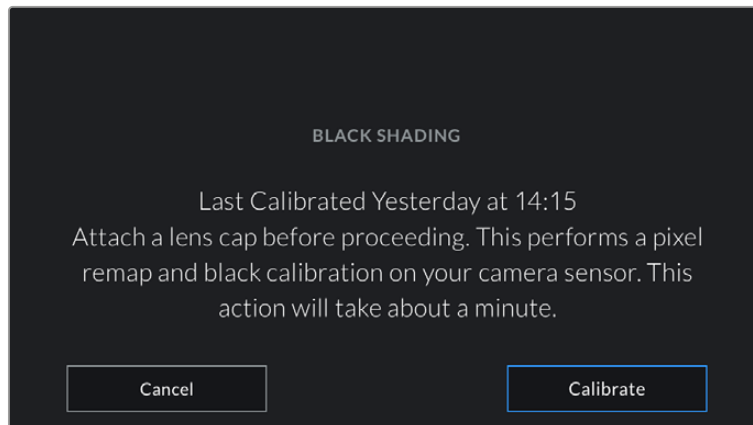 BLACK SHADING
Last Calibrated Yesterday at 14:15
Attach a lens cap before proceeding. This performs a pixel
remap and black calibration on your camera sensor. This
action will take about a minute.
Cancel
Calibrate